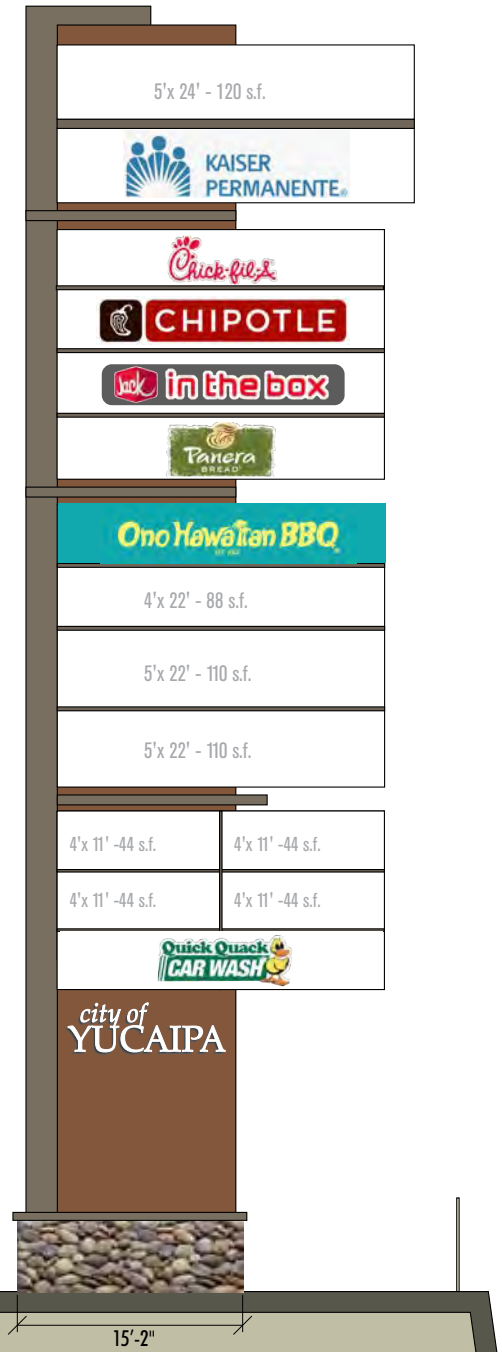 5'x 24' - 120 s.f.
KAISER
PERMANENTE®
Chick-fil-A
CHIPOTLE
Jack in the box
Panera
BREAD
Ono Hawaiian BBQ
5'x 22' - 110 s.f.
4'x 22' - 88 s.f.
5'x 22' - 110 s.f.
4'x 11' -44 s.f. 4'x 11' -44 s.f.
4'x 11' -44 s.f. 4'x 11' -44 s.f.
Quick Quack
CAR WASH
city of
YUCAIPA
15'-2"